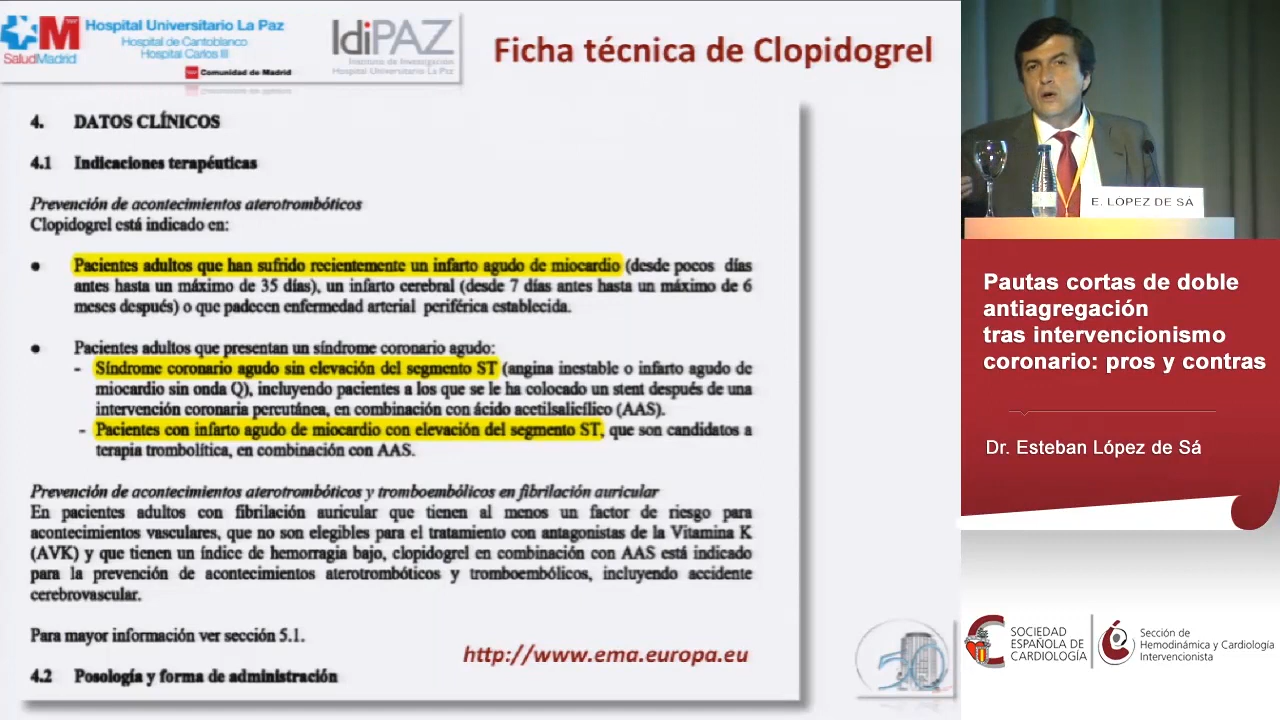 Hospital Universitario La Paz
Hospital de Cantoblanco
Hospital Carlos III
SaludMadrid
Comunidad de Madrid
IdiPAZ
Instituto de Investigación
Hospital Universitario La Paz
Ficha técnica de Clopidogrel
4. DATOS CLÍNICOS
4.1 Indicaciones terapéuticas
Prevención de acontecimientos aterotrombóticos
Clopidogrel está indicado en:
● Pacientes adultos que han sufrido recientemente un infarto agudo de miocardio (desde pocos días
antes hasta un máximo de 35 días), un infarto cerebral (desde 7 días antes hasta un máximo de 6
meses después) o que padecen enfermedad arterial periférica establecida.
● Pacientes adultos que presentan un síndrome coronario agudo:
- Síndrome coronario agudo sin elevación del segmento ST (angina inestable o infarto agudo de
miocardio sin onda Q), incluyendo pacientes a los que se le ha colocado un stent después de una
intervención coronaria percutánea, en combinación con ácido acetilsalicílico (AAS).
- Pacientes con infarto agudo de miocardio con elevación del segmento ST, que son candidatos a
terapia trombolítica, en combinación con AAS.
Prevención de acontecimientos aterotrombóticos y tromboembólicos en fibrilación auricular
En pacientes adultos con fibrilación auricular que tienen al menos un factor de riesgo para
acontecimientos vasculares, que no son elegibles para el tratamiento con antagonistas de la Vitamina K
(AVK) y que tienen un índice de hemorragia bajo, clopidogrel en combinación con AAS está indicado
para la prevención de acontecimientos aterotrombóticos y tromboembólicos, incluyendo accidente
cerebrovascular.
Para mayor información ver sección 5.1.
http://www.ema.europa.eu
4.2 Posología y forma de administración
E. LÓPEZ DE SÁ
Pautas cortas de doble
antiagregación
tras intervencionismo
coronario: pros y contras
Dr. Esteban López de Sá
SOCIEDAD
ESPAÑOLA DE
CARDIOLOGÍA
Sección de
Hemodinámica y Cardiología
Intervencionista